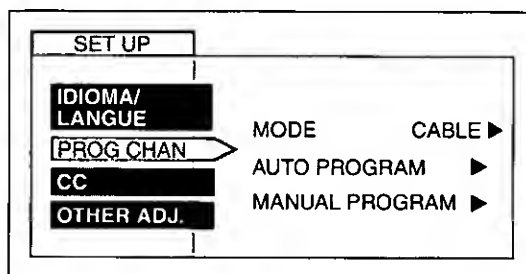 SET UP
IDIOMA/
LANGUE
PROG CHAN
CC
OTHER ADJ.
MODE CABLE ▶
AUTO PROGRAM ▶
MANUAL PROGRAM ▶